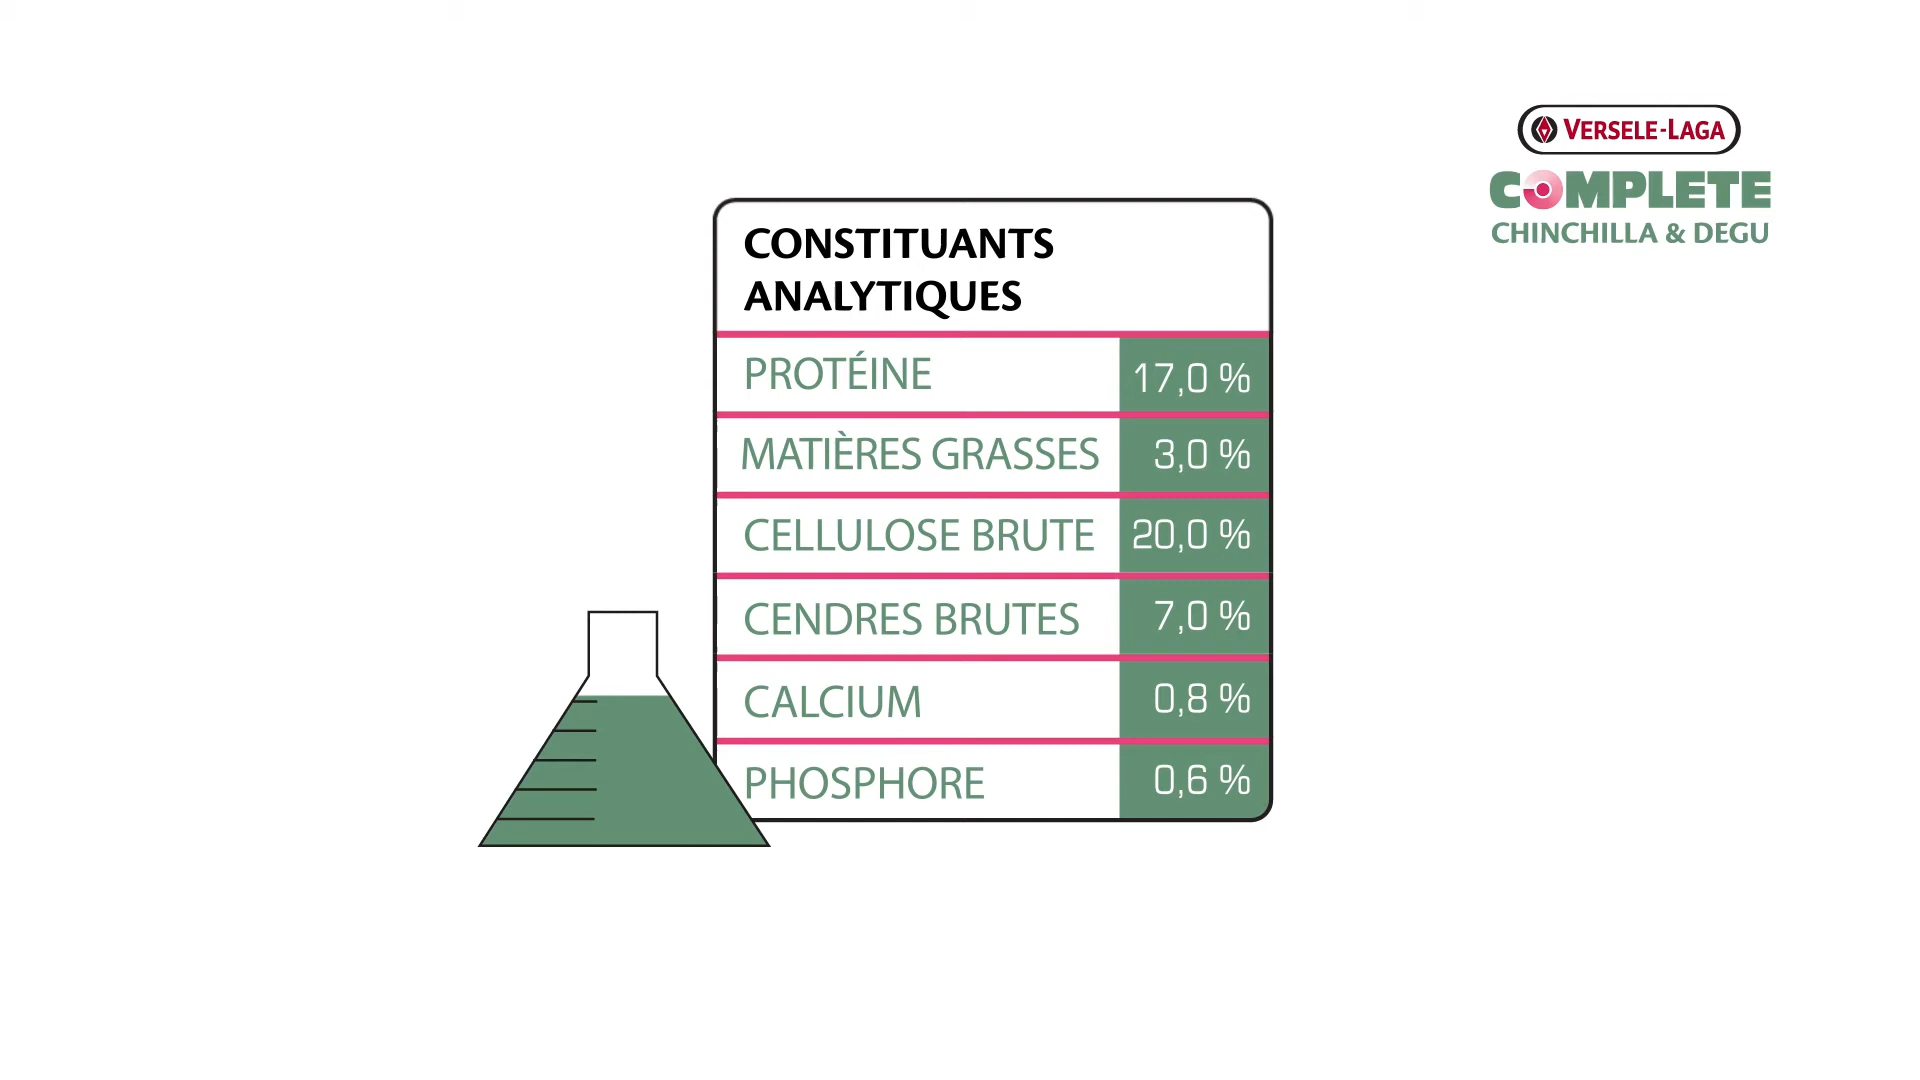 VERSELE-LAGA
COMPLETE
CHINCHILLA & DEGU
CONSTITUANTS
ANALYTIQUES
PROTÉINE 17,0 %
MATIÈRES GRASSES 3,0 %
CELLULOSE BRUTE 20,0 %
CENDRES BRUTES 7,0 %
CALCIUM 0,8 %
PHOSPHORE 0,6 %